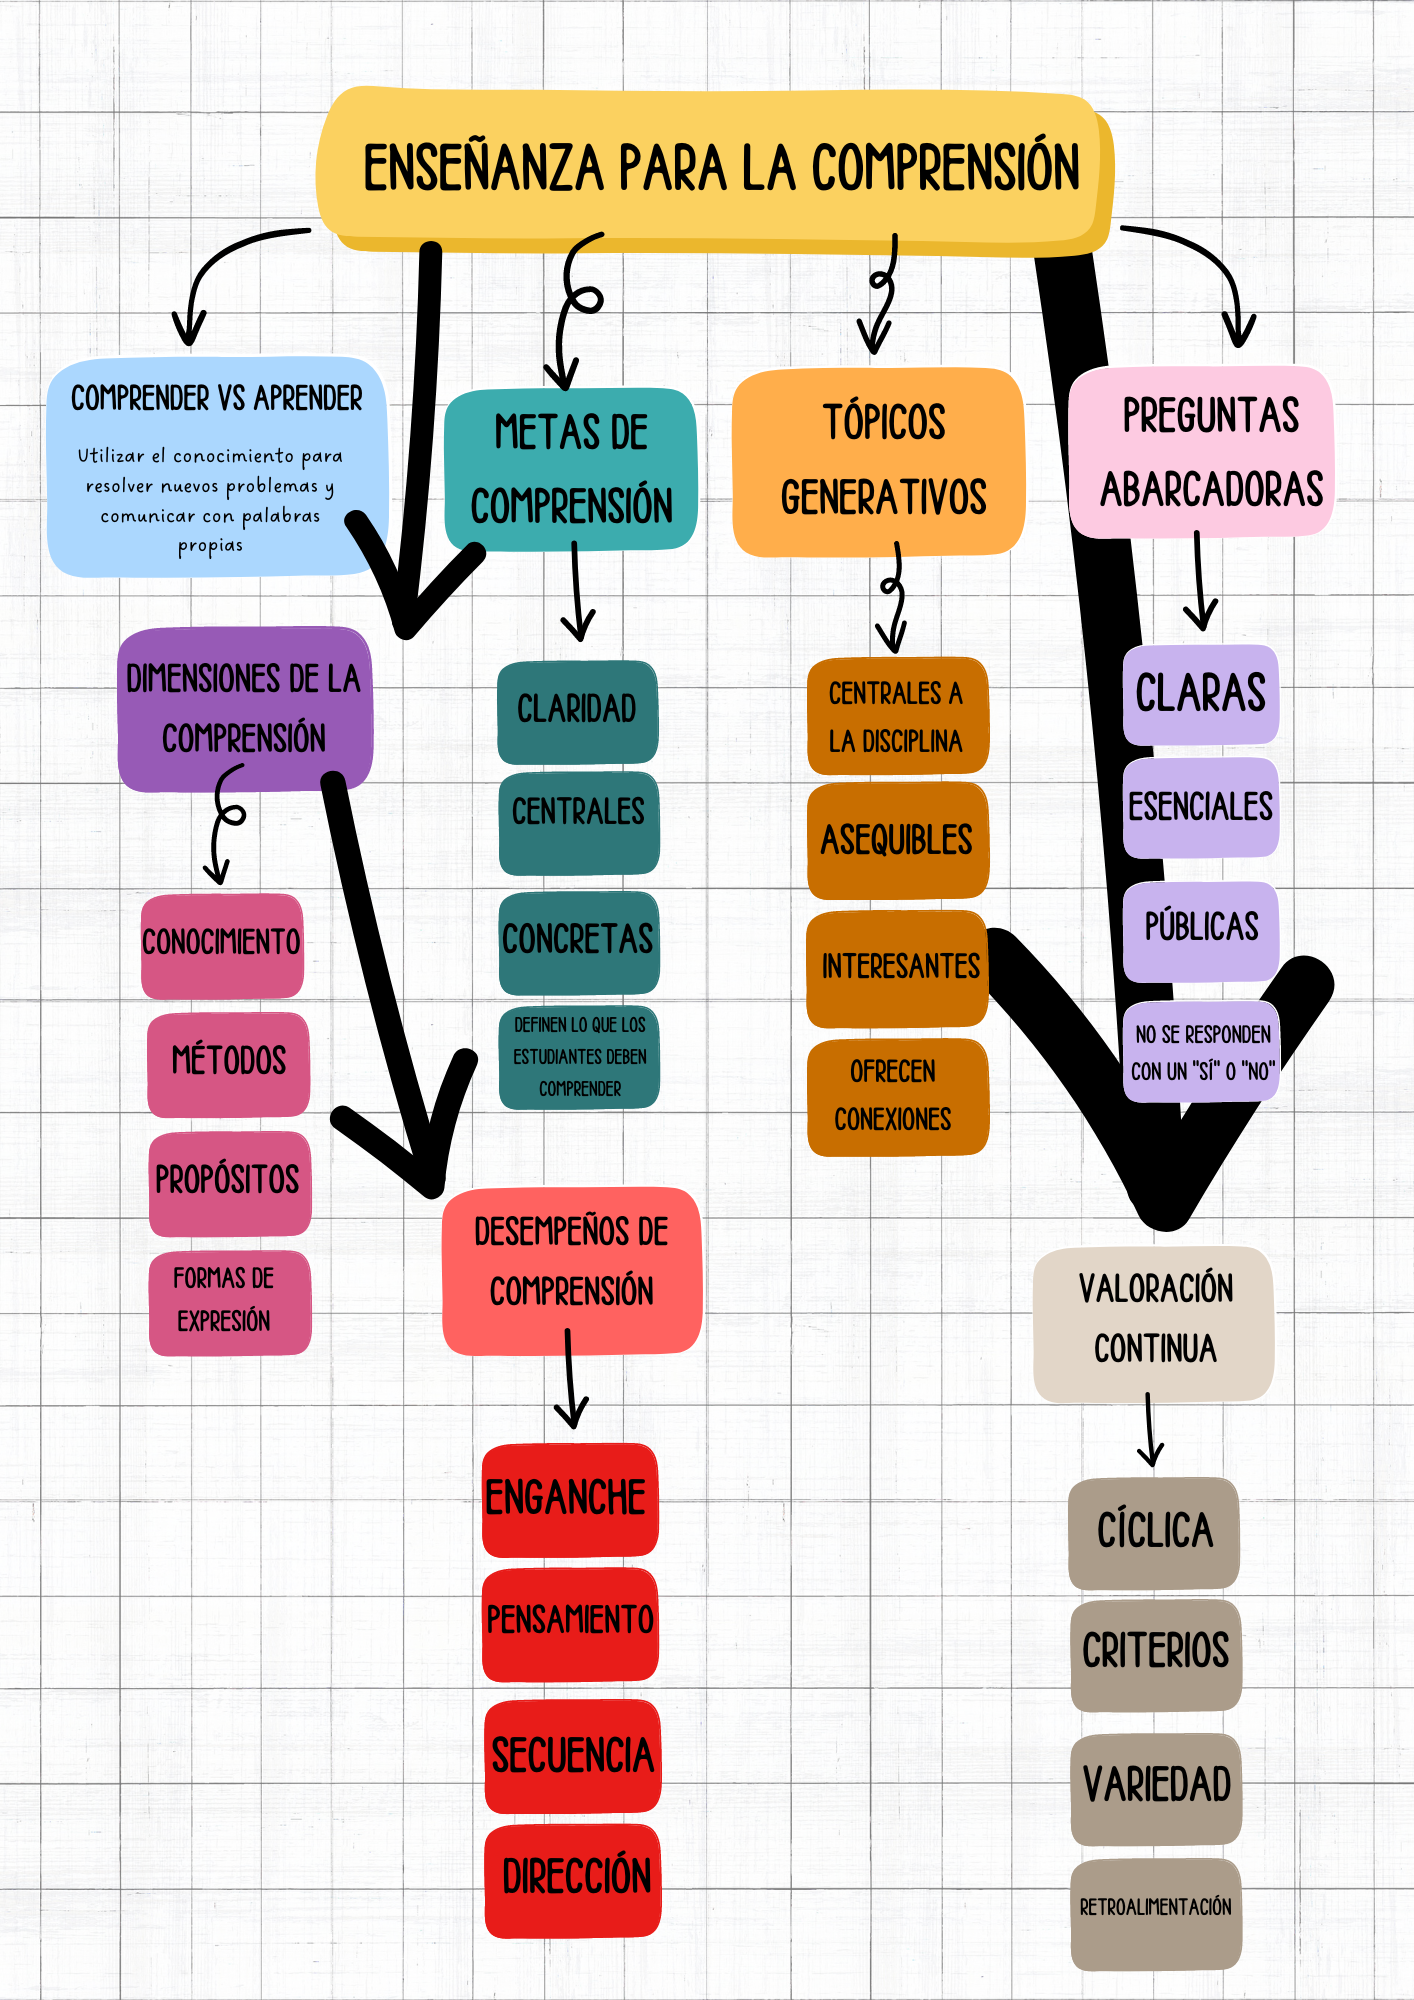 ENSEÑANZA PARA LA COMPRENSIÓN
COMPRENDER VS APRENDER
Utilizar el conocimiento para
resolver nuevos problemas y
comunicar con palabras
propias
METAS DE
COMPRENSIÓN
TÓPICOS
GENERATIVOS
PREGUNTAS
ABARCADORAS
DIMENSIONES DE LA
COMPRENSIÓN
CONOCIMIENTO
MÉTODOS
PROPÓSITOS
FORMAS DE
EXPRESIÓN
CLARIDAD
CENTRALES
CONCRETAS
DEFINEN LO QUE LOS
ESTUDIANTES DEBEN
COMPRENDER
CENTRALES A
LA DISCIPLINA
ASEQUIBLES
INTERESANTES
OFRECEN
CONEXIONES
CLARAS
ESENCIALES
PÚBLICAS
NO SE RESPONDEN
CON UN "SÍ" O "NO"
DESEMPEÑOS DE
COMPRENSIÓN
ENGANCHE
PENSAMIENTO
SECUENCIA
DIRECCIÓN
VALORACIÓN
CONTINUA
CÍCLICA
CRITERIOS
VARIEDAD
RETROALIMENTACIÓN